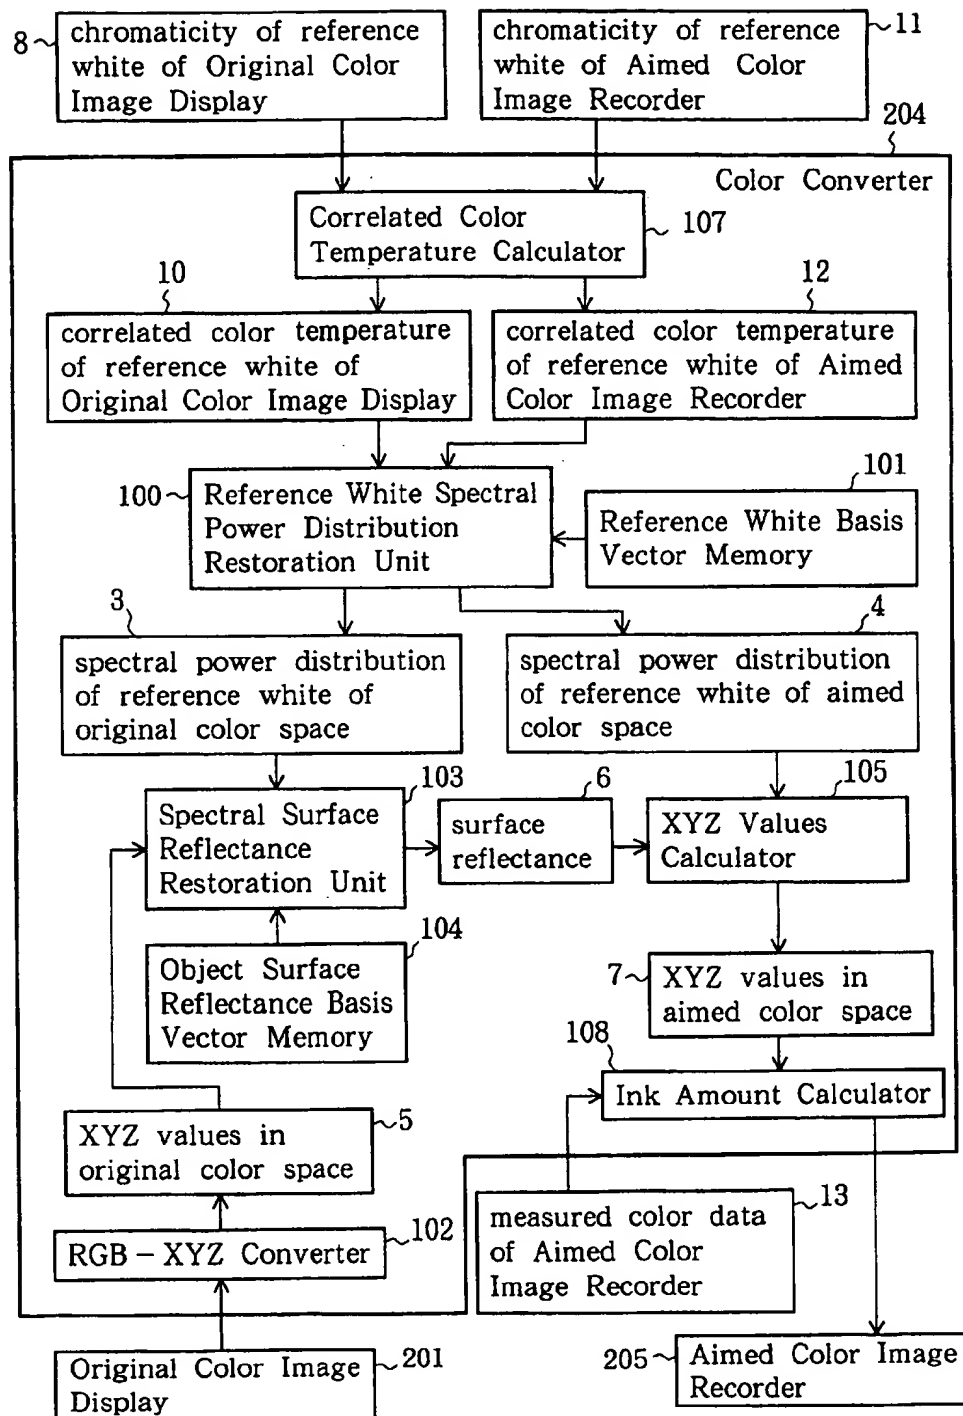 8
chromaticity of reference
white of Original Color
Image Display
chromaticity of reference
white of Aimed Color
Image Recorder
11
204
Color Converter
Correlated Color
Temperature Calculator
107
10
correlated color temperature
of reference white of
Original Color Image Display
12
correlated color temperature
of reference white of Aimed
Color Image Recorder
100
Reference White Spectral
Power Distribution
Restoration Unit
101
Reference White Basis
Vector Memory
3
spectral power distribution
of reference white of
original color space
4
spectral power distribution
of reference white of aimed
color space
103
Spectral Surface
Reflectance
Restoration Unit
6
surface
reflectance
105
XYZ Values
Calculator
104
Object Surface
Reflectance Basis
Vector Memory
7
XYZ values in
aimed color space
108
Ink Amount Calculator
5
XYZ values in
original color space
13
measured color data
of Aimed Color
Image Recorder
RGB – XYZ Converter
102
Original Color Image
Display
201
205
Aimed Color Image
Recorder